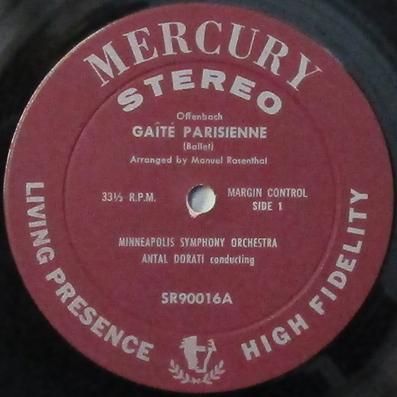 MERCURY
STEREO
Offenbach
GAÎTÉ PARISIENNE
(Ballet)
Arranged by Manuel Rosenthal
33⅓ R.P.M.
MARGIN CONTROL
SIDE 1
MINNEAPOLIS SYMPHONY ORCHESTRA
ANTAL DORATI conducting
SR90016A
LIVING PRESENCE
HIGH FIDELITY